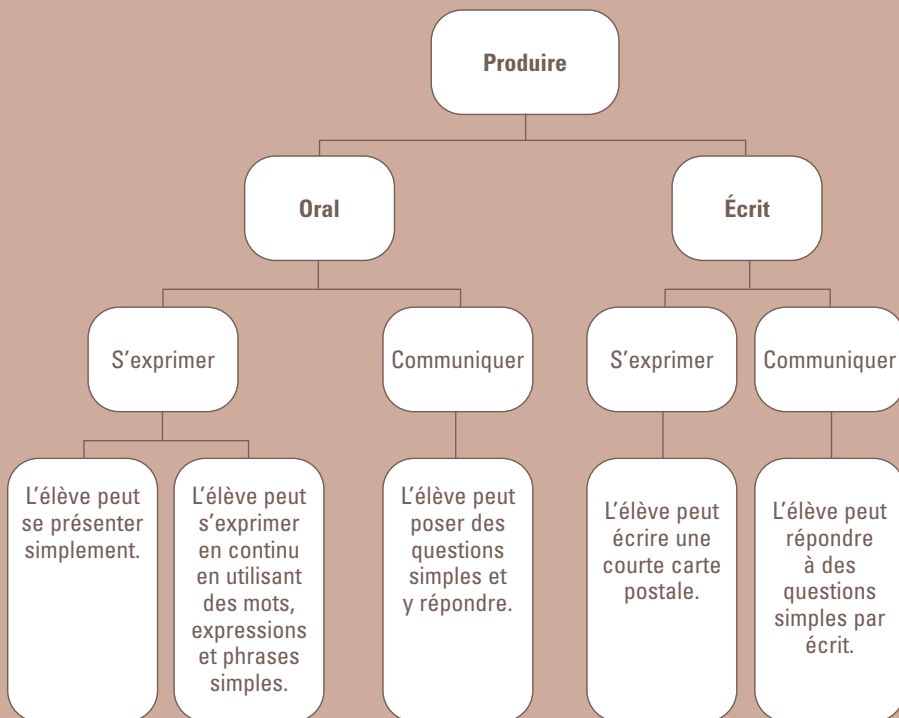 Produire
Oral
Écrit
S'exprimer
Communiquer
S'exprimer
Communiquer
L'élève peut
se présenter
simplement.
L'élève peut
s'exprimer
en continu
en utilisant
des mots,
expressions
et phrases
simples.
L'élève peut
poser des
questions
simples et
y répondre.
L'élève peut
écrire une
courte carte
postale.
L'élève peut
répondre
à des
questions
simples par
écrit.